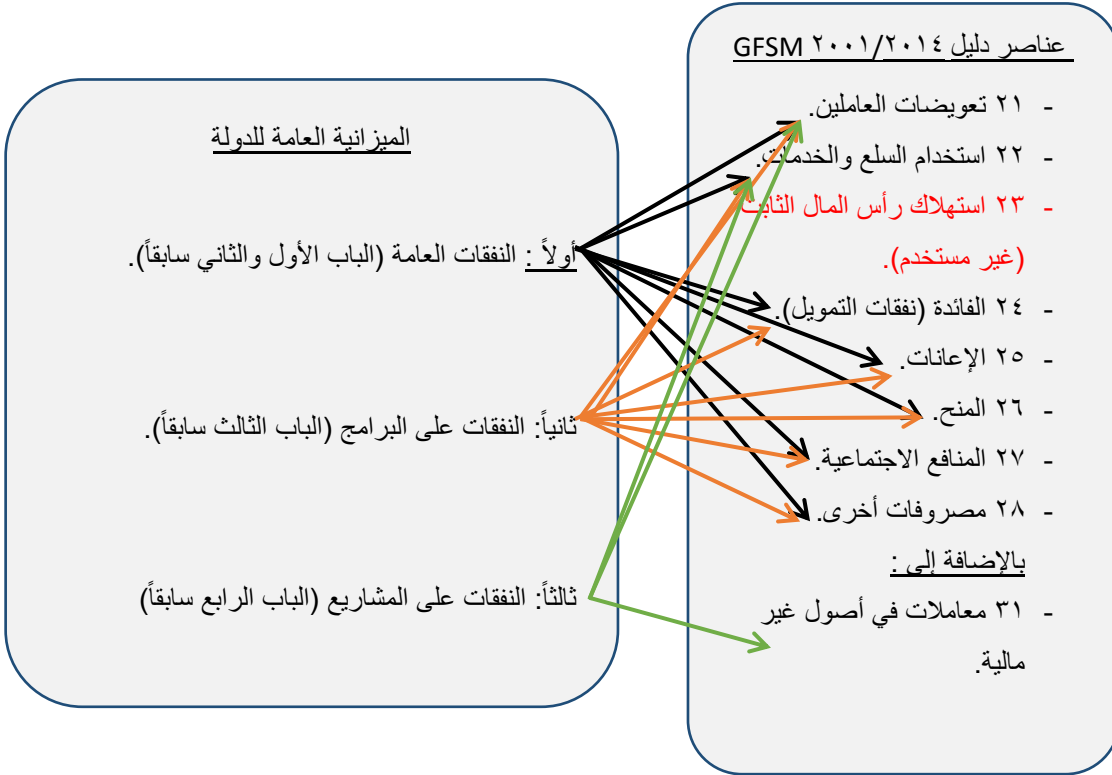 عناصر دليل ٢٠٠١/٢٠١٤ GFSM
- ٢١ تعويضات العاملين.
- ٢٢ استخدام السلع والخدمات.
- ٢٣ استهلاك رأس المال الثابت
(غير مستخدم).
- ٢٤ الفائدة (نفقات التمويل).
- ٢٥ الإعانات.
- ٢٦ المنح.
- ٢٧ المنافع الاجتماعية.
- ٢٨ مصروفات أخرى.
بالإضافة إلى :
- ٣١ معاملات في أصول غير
مالية.
الميزانية العامة للدولة
أولاً : النفقات العامة (الباب الأول والثاني سابقاً).
ثانياً: النفقات على البرامج (الباب الثالث سابقاً).
ثالثاً: النفقات على المشاريع (الباب الرابع سابقاً)